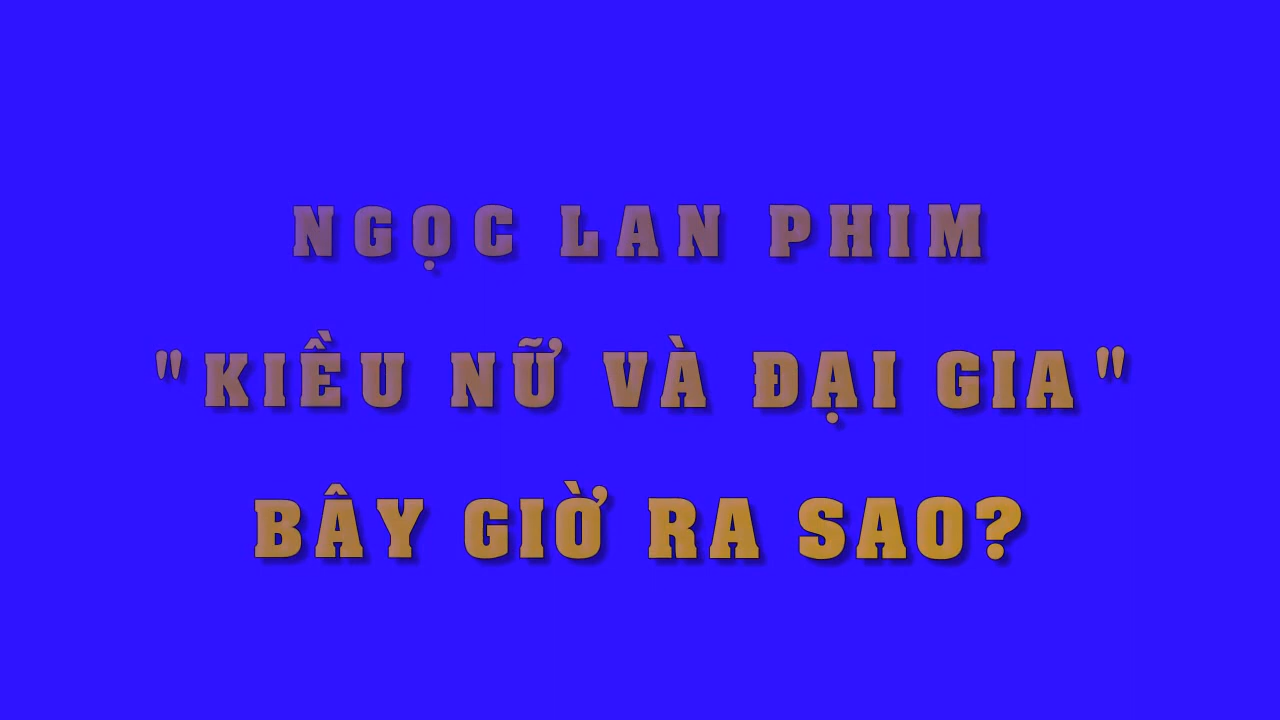 NGỌC LAN PHIM
"KIỀU NỮ VÀ ĐẠI GIA"
BÂY GIỜ RA SAO?